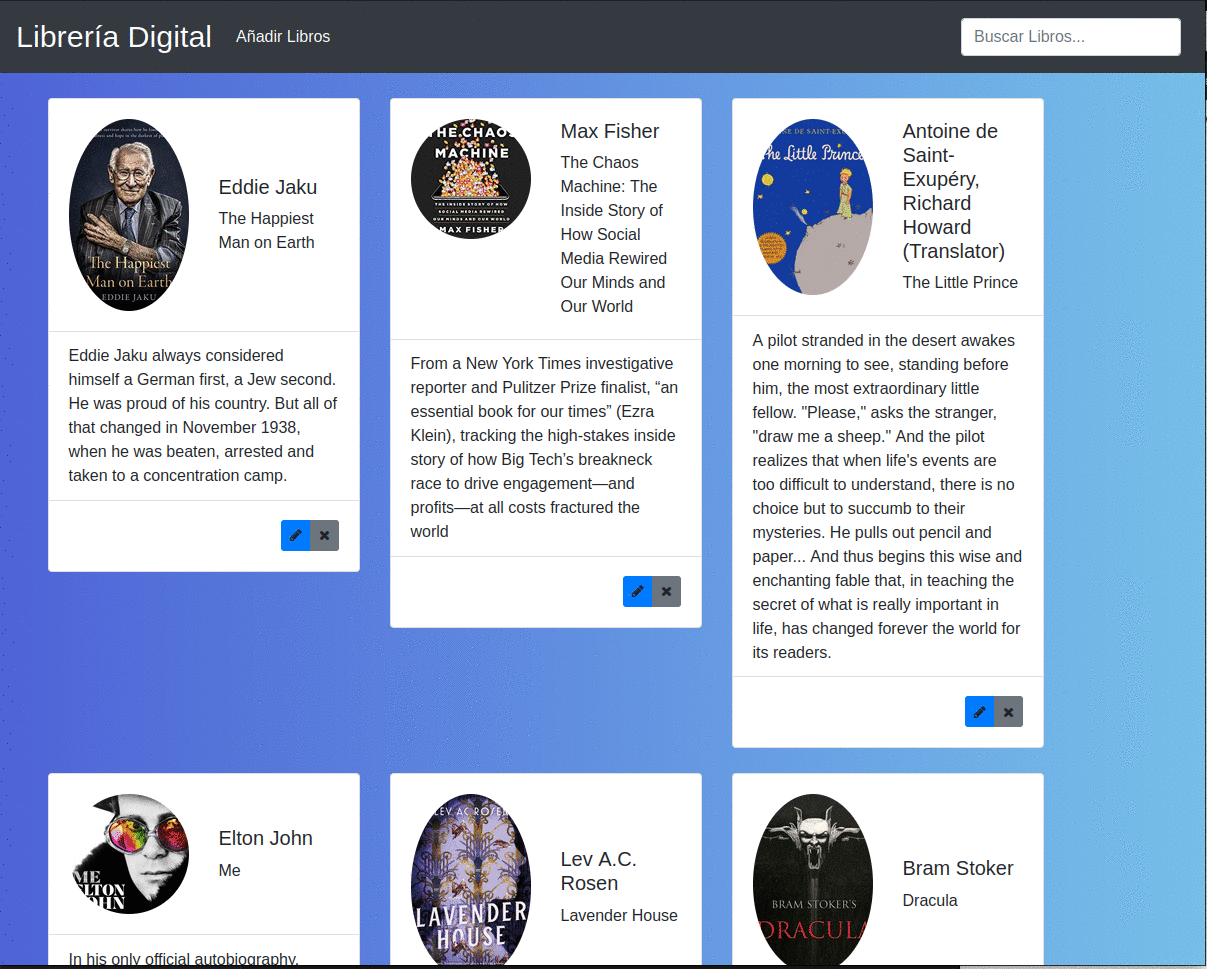 Librería Digital
Añadir Libros
Buscar Libros...
The Happiest
Man on Earth
EDDIE JAKU
Eddie Jaku
The Happiest
Man on Earth
Eddie Jaku always considered
himself a German first, a Jew second.
He was proud of his country. But all of
that changed in November 1938,
when he was beaten, arrested and
taken to a concentration camp.
THE CHAOS
MACHINE
THE INSIDE STORY OF HOW
SOCIAL MEDIA REWIRED
OUR MINDS AND OUR WORLD
MAX FISHER
Max Fisher
The Chaos
Machine: The
Inside Story of
How Social
Media Rewired
Our Minds and
Our World
From a New York Times investigative
reporter and Pulitzer Prize finalist, “an
essential book for our times” (Ezra
Klein), tracking the high-stakes inside
story of how Big Tech’s breakneck
race to drive engagement—and
profits—at all costs fractured the
world
The Little Prince
Antoine de
Saint-
Exupéry,
Richard
Howard
(Translator)
The Little Prince
A pilot stranded in the desert awakes
one morning to see, standing before
him, the most extraordinary little
fellow. "Please," asks the stranger,
"draw me a sheep." And the pilot
realizes that when life's events are
too difficult to understand, there is no
choice but to succumb to their
mysteries. He pulls out pencil and
paper... And thus begins this wise and
enchanting fable that, in teaching the
secret of what is really important in
life, has changed forever the world for
its readers.
ME
ELTON
JOHN
Elton John
Me
In his only official autobiography,
LEV AC ROSEN
LAVENDER
HOUSE
Lev A.C.
Rosen
Lavender House
BRAM STOKER'S
DRACULA
Bram Stoker
Dracula